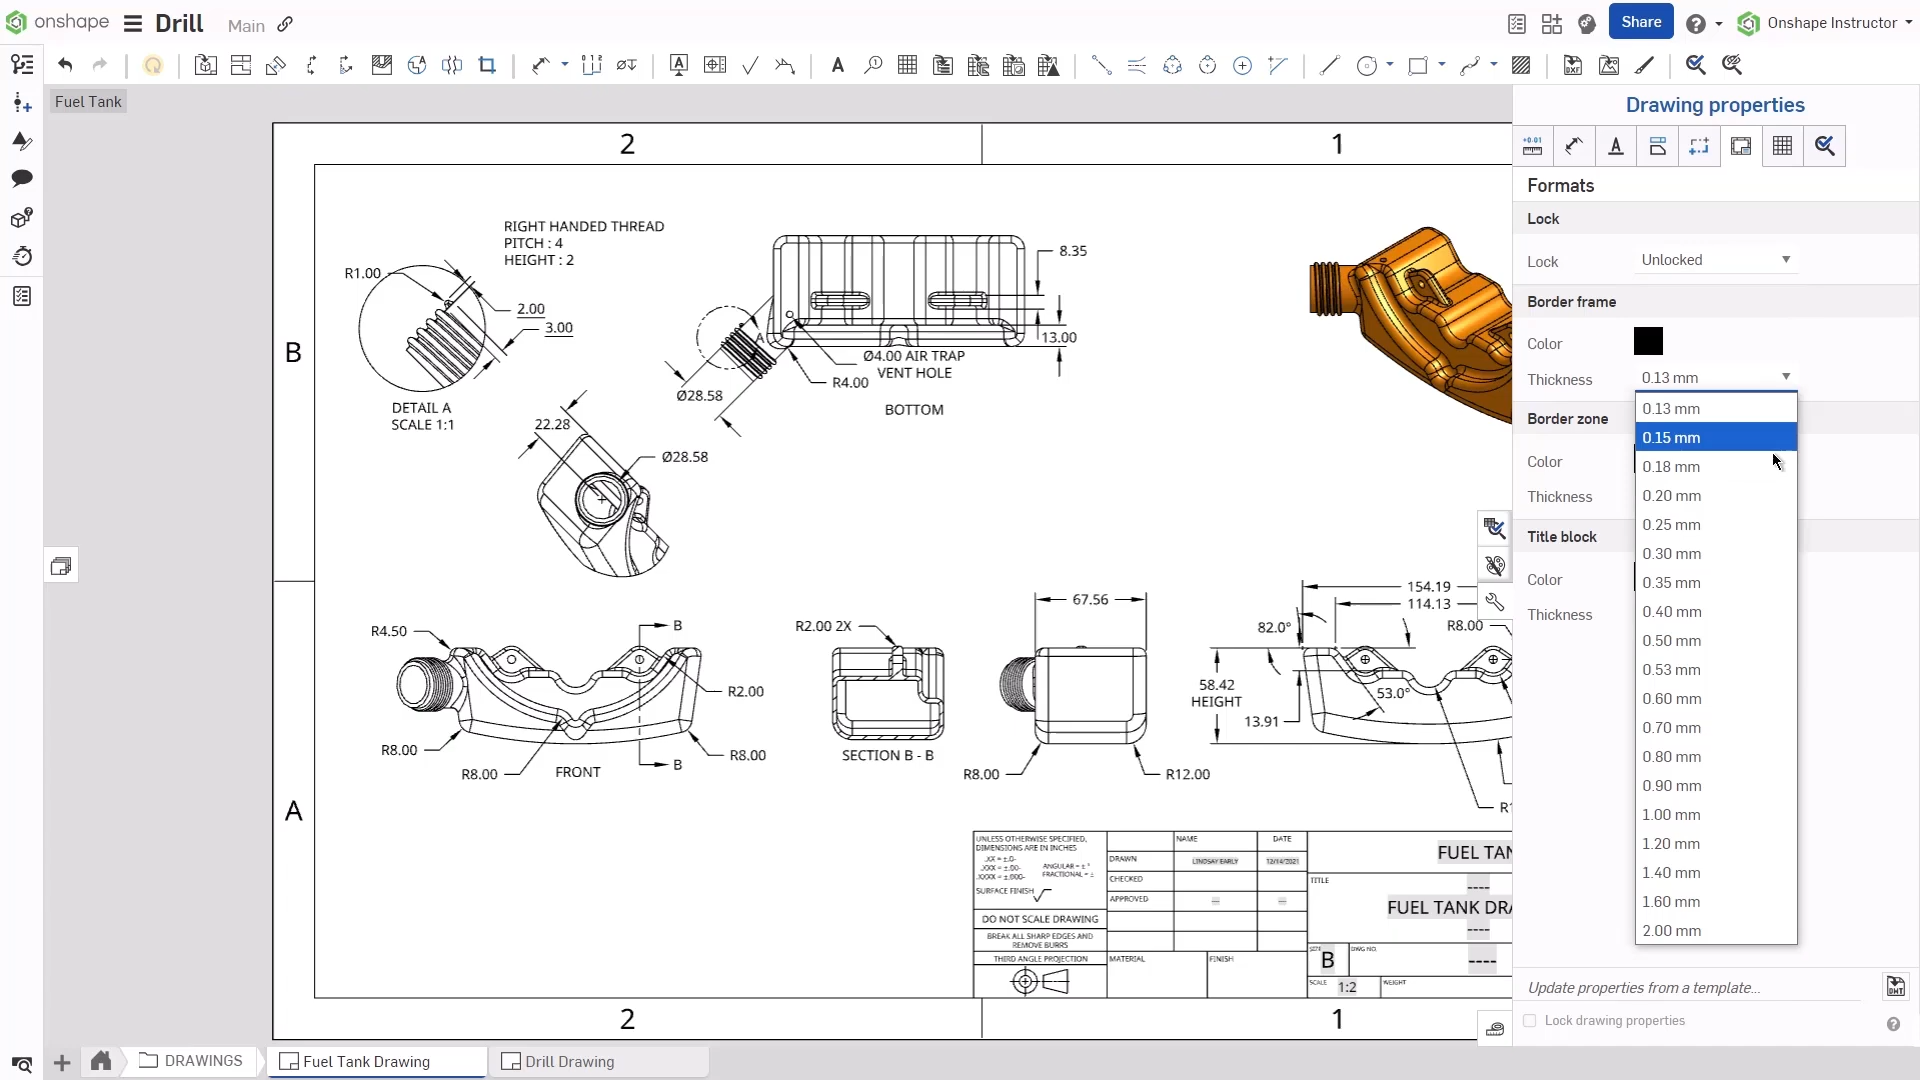 onshape
Drill
Main
Share
Onshape Instructor
Fuel Tank
Drawing properties
Formats
Lock
Lock
Unlocked
Border frame
Color
Thickness
0.13 mm
0.13 mm
0.15 mm
0.18 mm
0.20 mm
0.25 mm
0.30 mm
0.35 mm
0.40 mm
0.50 mm
0.53 mm
0.60 mm
0.70 mm
0.80 mm
0.90 mm
1.00 mm
1.20 mm
1.40 mm
1.60 mm
2.00 mm
Border zone
Color
Thickness
Title block
Color
Thickness
Update properties from a template...
Lock drawing properties
2
1
B
A
RIGHT HANDED THREAD
PITCH : 4
HEIGHT : 2
R1.00
2.00
3.00
DETAIL A
SCALE 1:1
8.35
13.00
A
Ø4.00 AIR TRAP
VENT HOLE
R4.00
Ø28.58
BOTTOM
22.28
Ø28.58
R4.50
B
R2.00
R8.00
R8.00
R8.00
FRONT
B
R2.00 2X
SECTION B - B
67.56
R8.00
R12.00
154.19
114.13
82.0°
R8.00
58.42
HEIGHT
53.0°
13.91
UNLESS OTHERWISE SPECIFIED,
DIMENSIONS ARE IN INCHES
SURFACE FINISH
DO NOT SCALE DRAWING
BREAK ALL SHARP EDGES AND
REMOVE BURRS
THIRD ANGLE PROJECTION
NAME
DATE
DRAWN
LINDSAY EARLY
12/14/2021
CHECKED
APPROVED
MATERIAL
FINISH
FUEL TAN
TITLE
----
FUEL TANK DRA
----
SIZE
B
DWG NO.
----
SCALE
1:2
WEIGHT
2
1
DRAWINGS
Fuel Tank Drawing
Drill Drawing